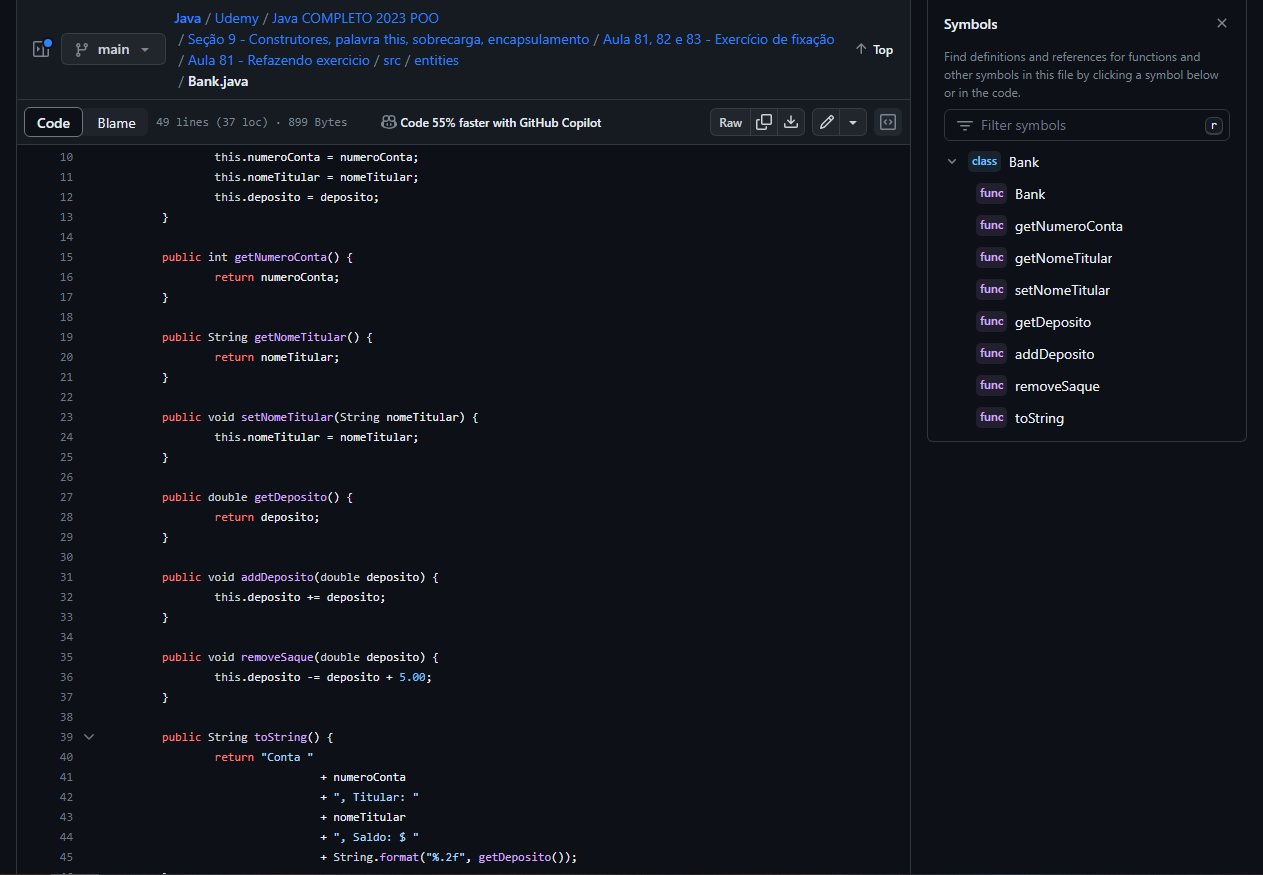 Java / Udemy / Java COMPLETO 2023 POO
/ Seção 9 - Construtores, palavra this, sobrecarga, encapsulamento / Aula 81, 82 e 83 - Exercício de fixação
/ Aula 81 - Refazendo exercicio / src / entities
/ Bank.java
main
Top
Code Blame 49 lines (37 loc) · 899 Bytes Code 55% faster with GitHub Copilot Raw
10 this.numeroConta = numeroConta;
11 this.nomeTitular = nomeTitular;
12 this.deposito = deposito;
13 }
14
15 public int getNumeroConta() {
16 return numeroConta;
17 }
18
19 public String getNomeTitular() {
20 return nomeTitular;
21 }
22
23 public void setNomeTitular(String nomeTitular) {
24 this.nomeTitular = nomeTitular;
25 }
26
27 public double getDeposito() {
28 return deposito;
29 }
30
31 public void addDeposito(double deposito) {
32 this.deposito += deposito;
33 }
34
35 public void removeSaque(double deposito) {
36 this.deposito -= deposito + 5.00;
37 }
38
39 public String toString() {
40 return "Conta "
41 + numeroConta
42 + ", Titular: "
43 + nomeTitular
44 + ", Saldo: $ "
45 + String.format("%.2f", getDeposito());
Symbols
Find definitions and references for functions and
other symbols in this file by clicking a symbol below
or in the code.
Filter symbols r
class Bank
func Bank
func getNumeroConta
func getNomeTitular
func setNomeTitular
func getDeposito
func addDeposito
func removeSaque
func toString